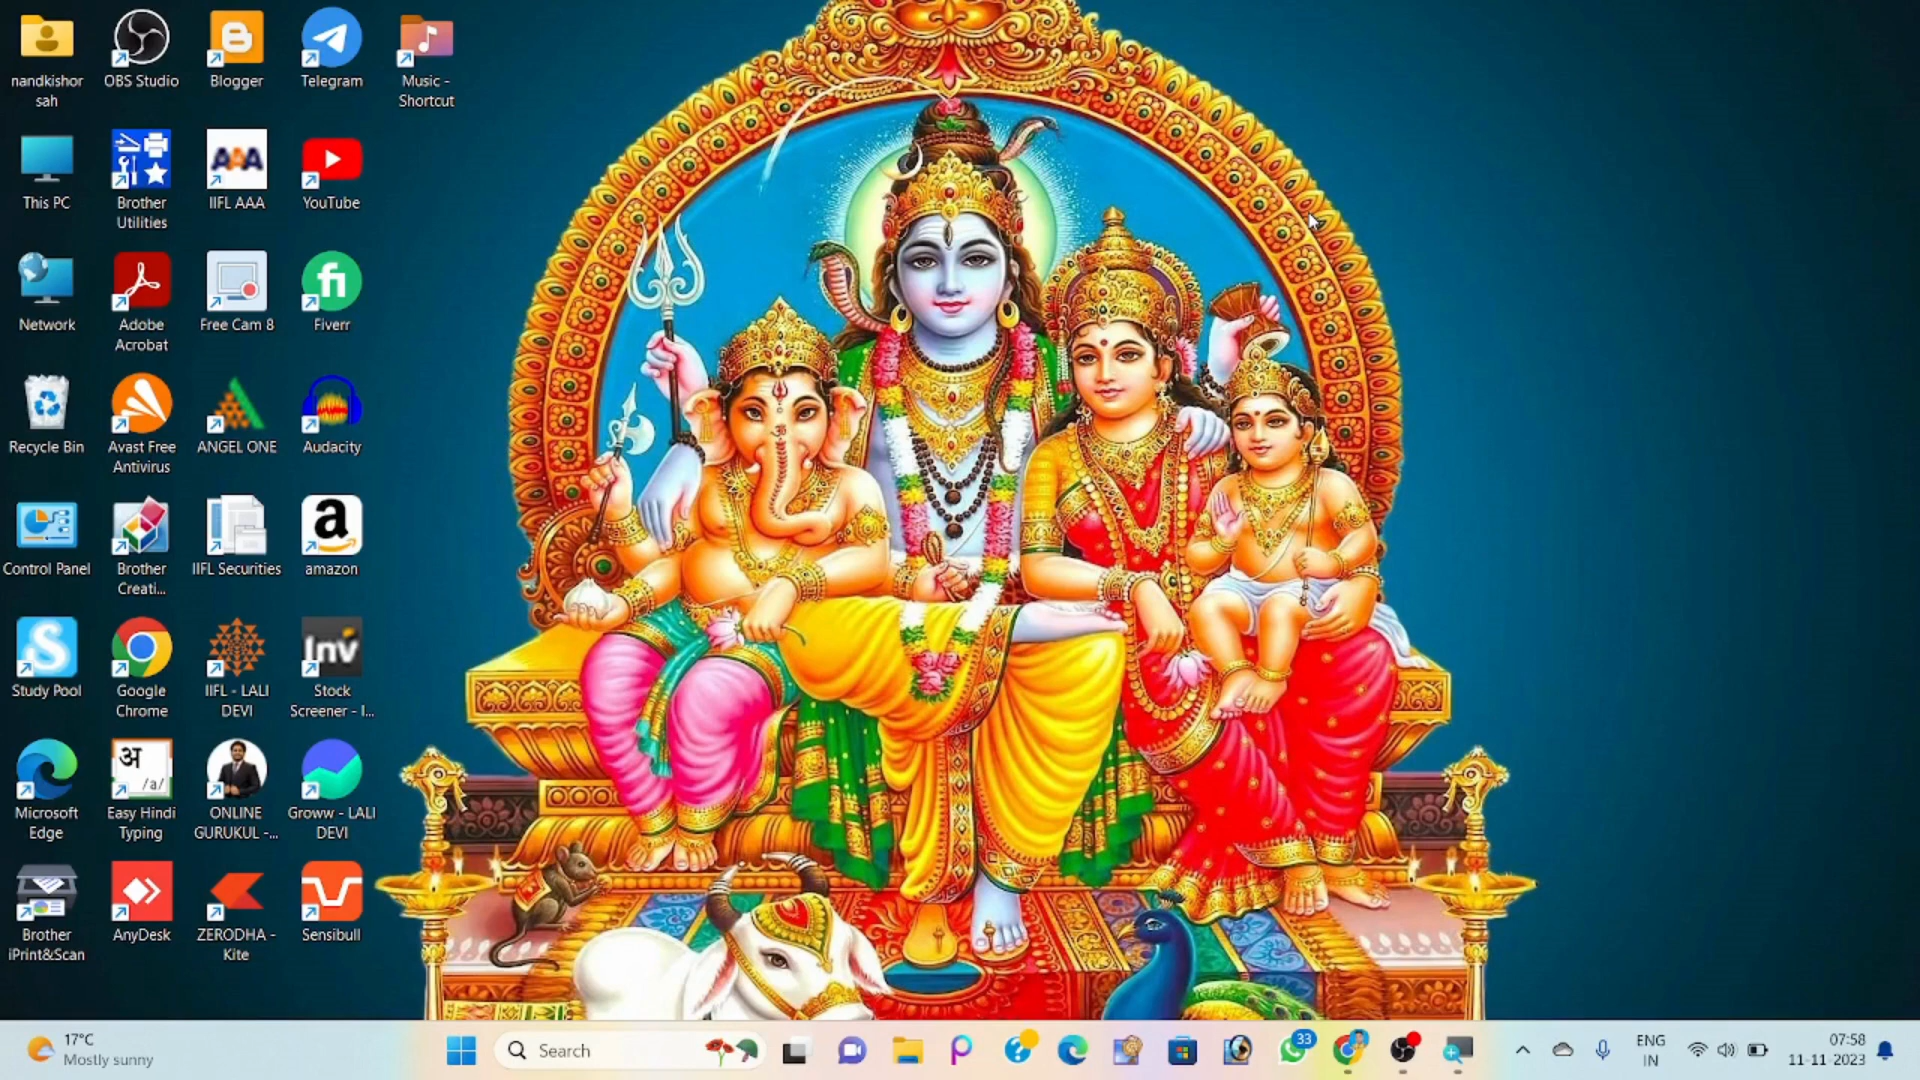 nandkishor
sah
OBS Studio
Blogger
Telegram
Music -
Shortcut
This PC
Brother
Utilities
AAA
IIFL AAA
YouTube
Network
Adobe
Acrobat
Free Cam 8
fi
Fiverr
Recycle Bin
Avast Free
Antivirus
ANGEL ONE
Audacity
Control Panel
Brother
Creati...
IIFL Securities
a
amazon
S
Study Pool
Google
Chrome
IIFL - LALI
DEVI
Inv
Stock
Screener - I...
Microsoft
Edge
अ
/a/
Easy Hindi
Typing
ONLINE
GURUKUL -...
Groww - LALI
DEVI
Brother
iPrint&Scan
AnyDesk
ZERODHA -
Kite
Sensibull
17°C
Mostly sunny
Search
33
ENG
IN
07:58
11-11-2023